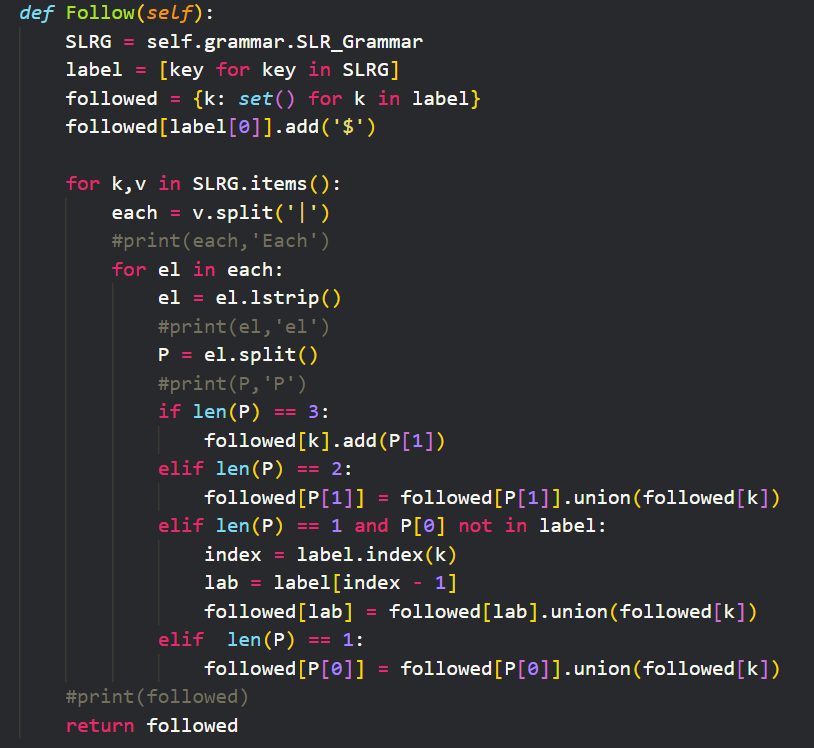 def Follow(self):
    SLRG = self.grammar.SLR_Grammar
    label = [key for key in SLRG]
    followed = {k: set() for k in label}
    followed[label[0]].add('$')

    for k,v in SLRG.items():
        each = v.split('|')
        #print(each,'Each')
        for el in each:
            el = el.lstrip()
            #print(el,'el')
            P = el.split()
            #print(P,'P')
            if len(P) == 3:
                followed[k].add(P[1])
            elif len(P) == 2:
                followed[P[1]] = followed[P[1]].union(followed[k])
            elif len(P) == 1 and P[0] not in label:
                index = label.index(k)
                lab = label[index - 1]
                followed[lab] = followed[lab].union(followed[k])
            elif  len(P) == 1:
                followed[P[0]] = followed[P[0]].union(followed[k])
    #print(followed)
    return followed